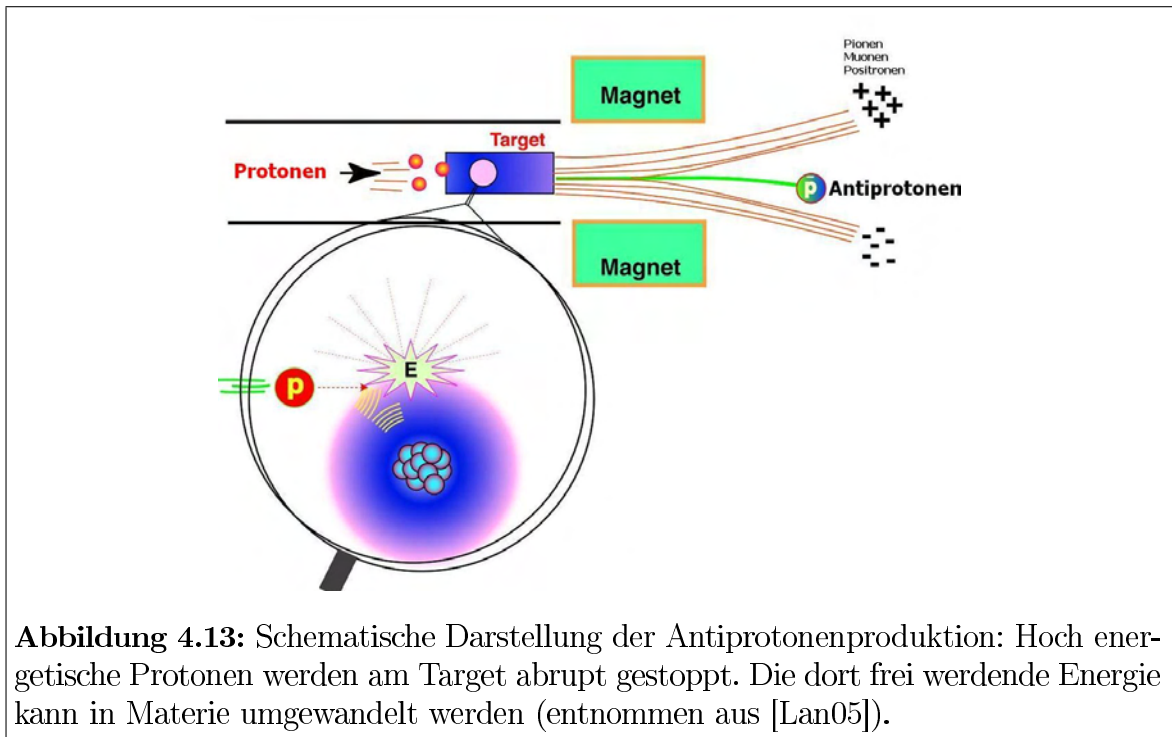 Pionen
Muonen
Positronen
+ + + + +
Magnet
Target
Protonen
p Antiprotonen
- - - - - -
Magnet
E
p
Abbildung 4.13: Schematische Darstellung der Antiprotonenproduktion: Hoch ener-
getische Protonen werden am Target abrupt gestoppt. Die dort frei werdende Energie
kann in Materie umgewandelt werden (entnommen aus [Lan05]).